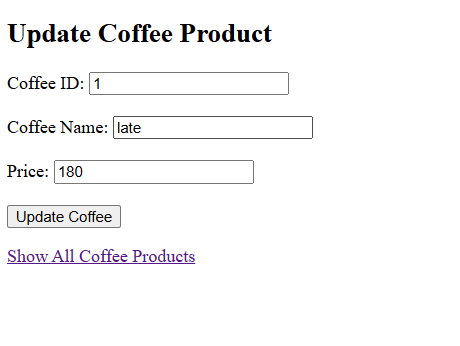 Update Coffee Product
Coffee ID: 1
Coffee Name: late
Price: 180
Update Coffee
Show All Coffee Products